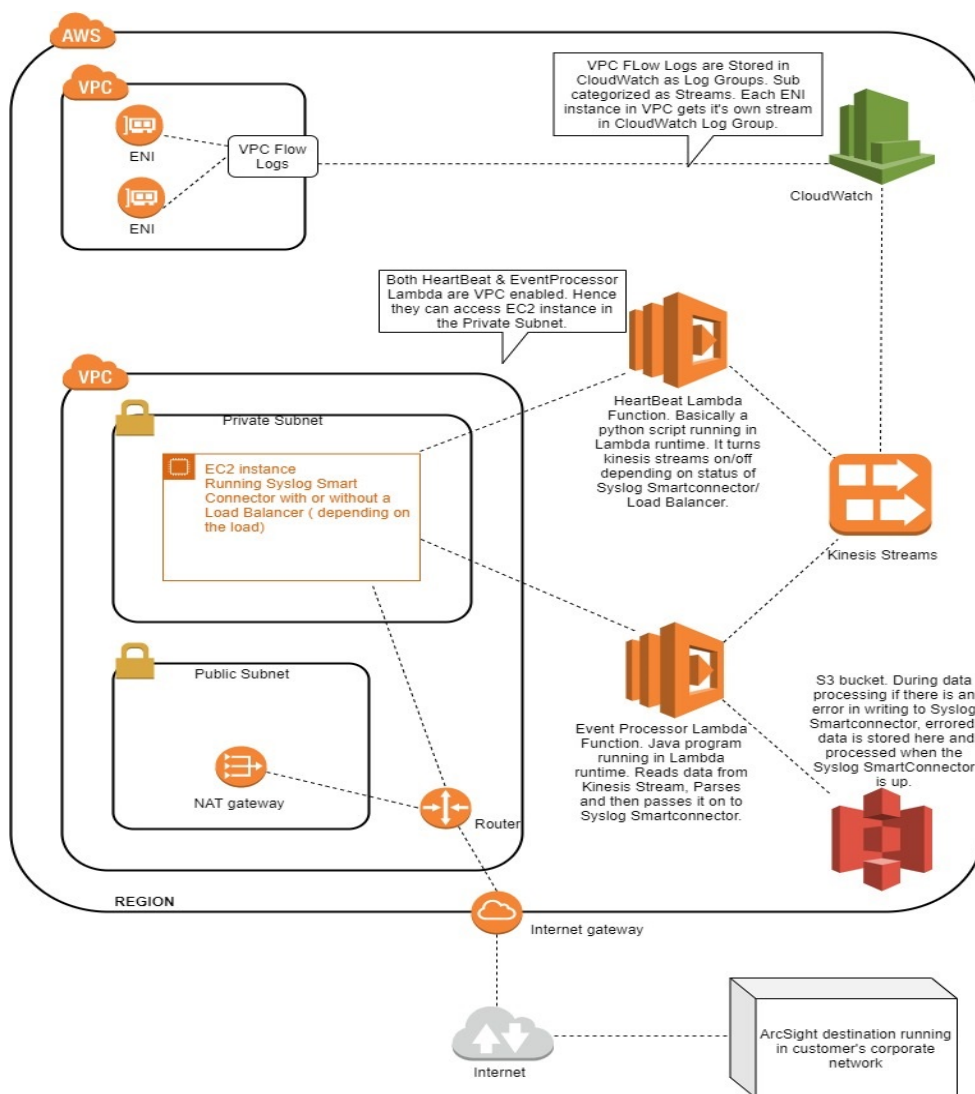 AWS
VPC
ENI
ENI
VPC Flow
Logs
VPC FLow Logs are Stored in
CloudWatch as Log Groups. Sub
categorized as Streams. Each ENI
instance in VPC gets it's own stream
in CloudWatch Log Group.
CloudWatch
Both HeartBeat & EventProcessor
Lambda are VPC enabled. Hence
they can access EC2 instance in
the Private Subnet.
HeartBeat Lambda
Function. Basically a
python script running in
Lambda runtime. It turns
kinesis streams on/off
depending on status of
Syslog Smartconnector/
Load Balancer.
Kinesis Streams
VPC
Private Subnet
EC2 instance
Running Syslog Smart
Connector with or without a
Load Balancer ( depending on
the load)
Public Subnet
NAT gateway
Router
Event Processor Lambda
Function. Java program
running in Lambda
runtime. Reads data from
Kinesis Stream, Parses
and then passes it on to
Syslog Smartconnector.
S3 bucket. During data
processing if there is an
error in writing to Syslog
Smartconnector, errored
data is stored here and
processed when the
Syslog SmartConnector
is up.
REGION
Internet gateway
Internet
ArcSight destination running
in customer's corporate
network